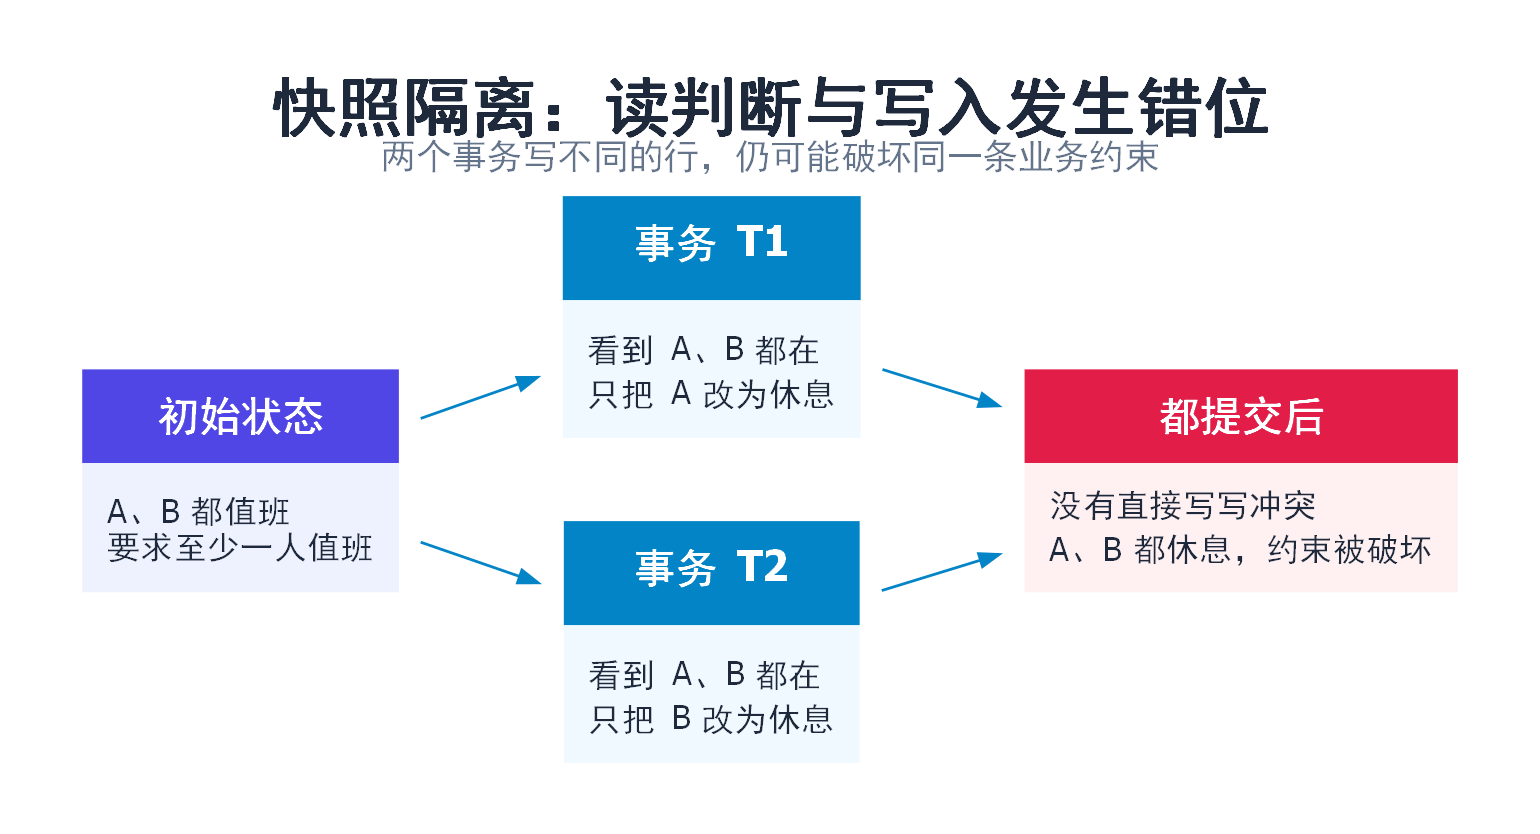 快照隔离：读判断与写入发生错位
两个事务写不同的行，仍可能破坏同一条业务约束
初始状态
A、B 都值班
要求至少一人值班
事务 T1
看到 A、B 都在
只把 A 改为休息
事务 T2
看到 A、B 都在
只把 B 改为休息
都提交后
没有直接写写冲突
A、B 都休息，约束被破坏